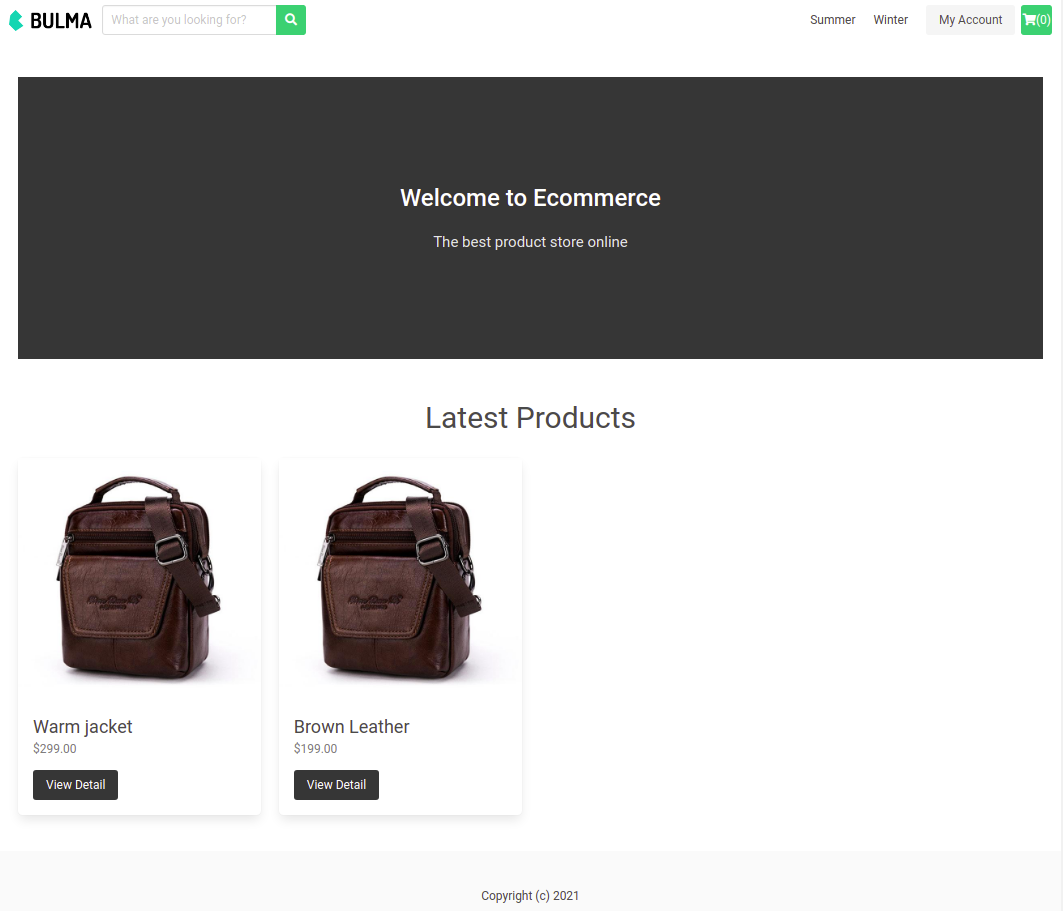 BULMA
What are you looking for?
Summer
Winter
My Account
(0)
Welcome to Ecommerce
The best product store online
Latest Products
Warm jacket
$299.00
View Detail
Brown Leather
$199.00
View Detail
Copyright (c) 2021